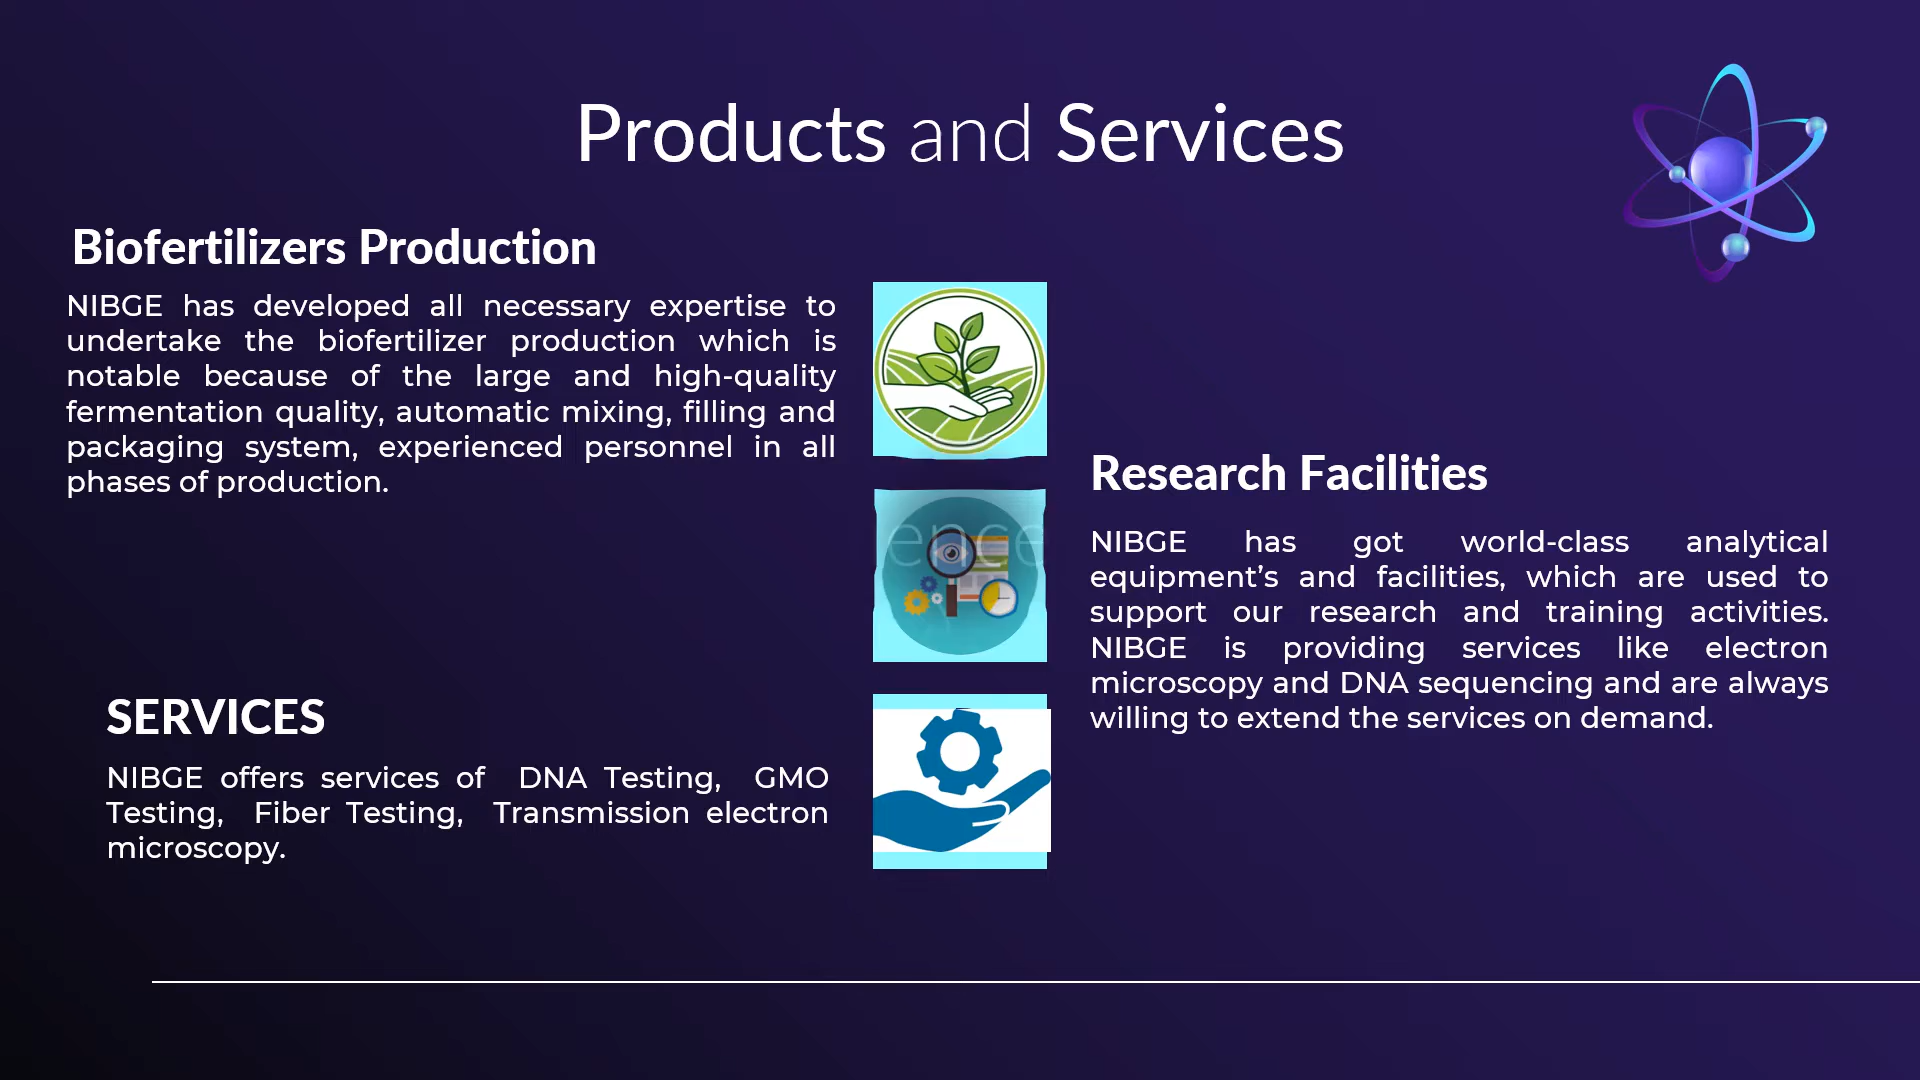 Products and Services
Biofertilizers Production
NIBGE has developed all necessary expertise to
undertake the biofertilizer production which is
notable because of the large and high-quality
fermentation quality, automatic mixing, filling and
packaging system, experienced personnel in all
phases of production.
Research Facilities
NIBGE has got world-class analytical
equipment’s and facilities, which are used to
support our research and training activities.
NIBGE is providing services like electron
microscopy and DNA sequencing and are always
willing to extend the services on demand.
SERVICES
NIBGE offers services of DNA Testing, GMO
Testing, Fiber Testing, Transmission electron
microscopy.